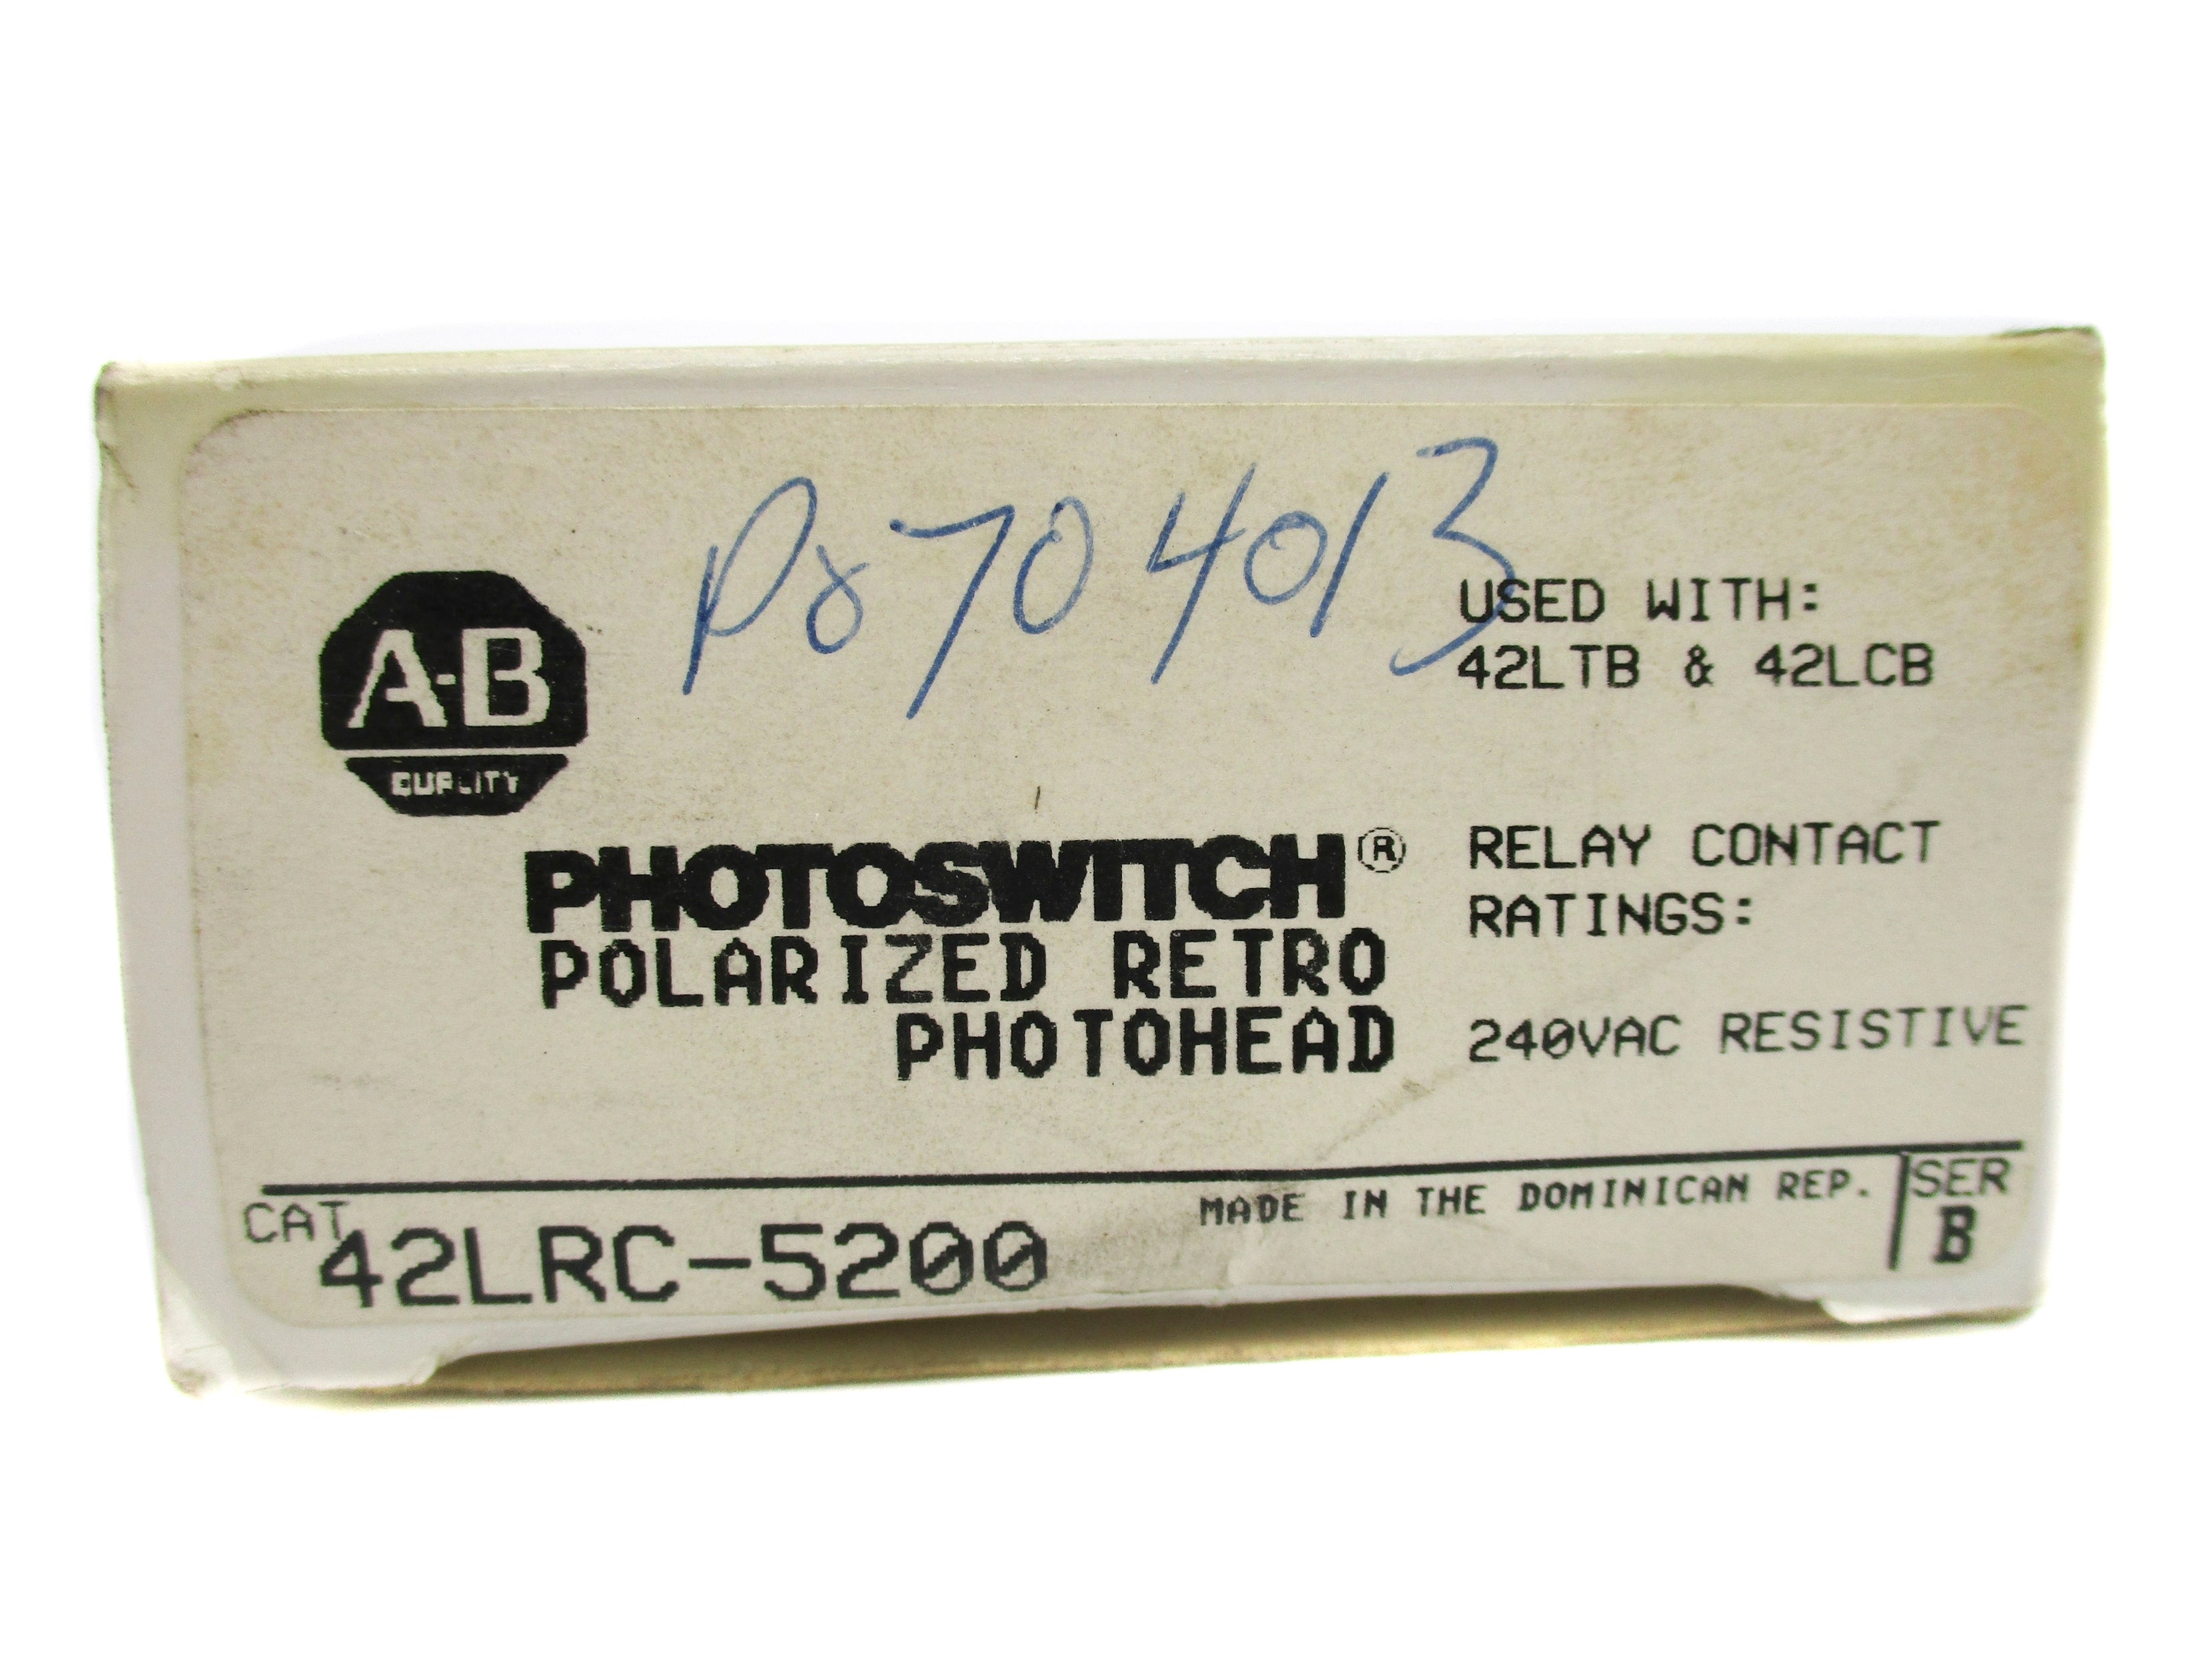 P8704013
A-B
QUALITY
USED WITH:
42LTB & 42LCB
PHOTOSWITCH®
POLARIZED RETRO
PHOTOHEAD
RELAY CONTACT
RATINGS:
240VAC RESISTIVE
CAT 42LRC-5200
MADE IN THE DOMINICAN REP.
SER
B